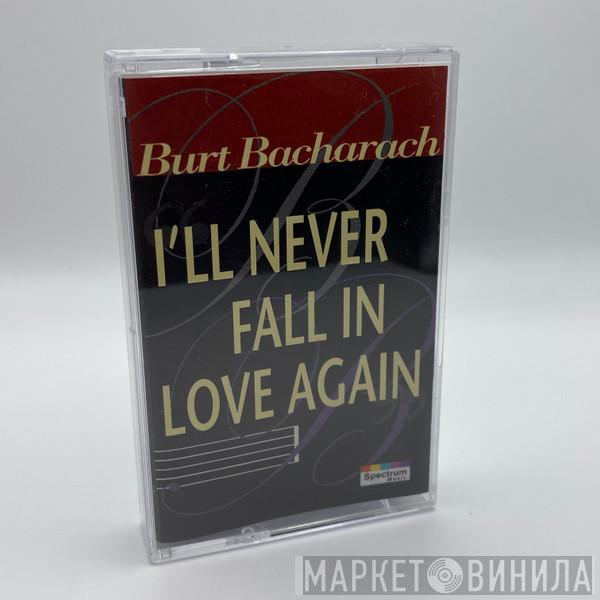 Burt Bacharach
I'LL NEVER
FALL IN
LOVE AGAIN
Spectrum
Music
МАРКЕТ ВИНИЛА